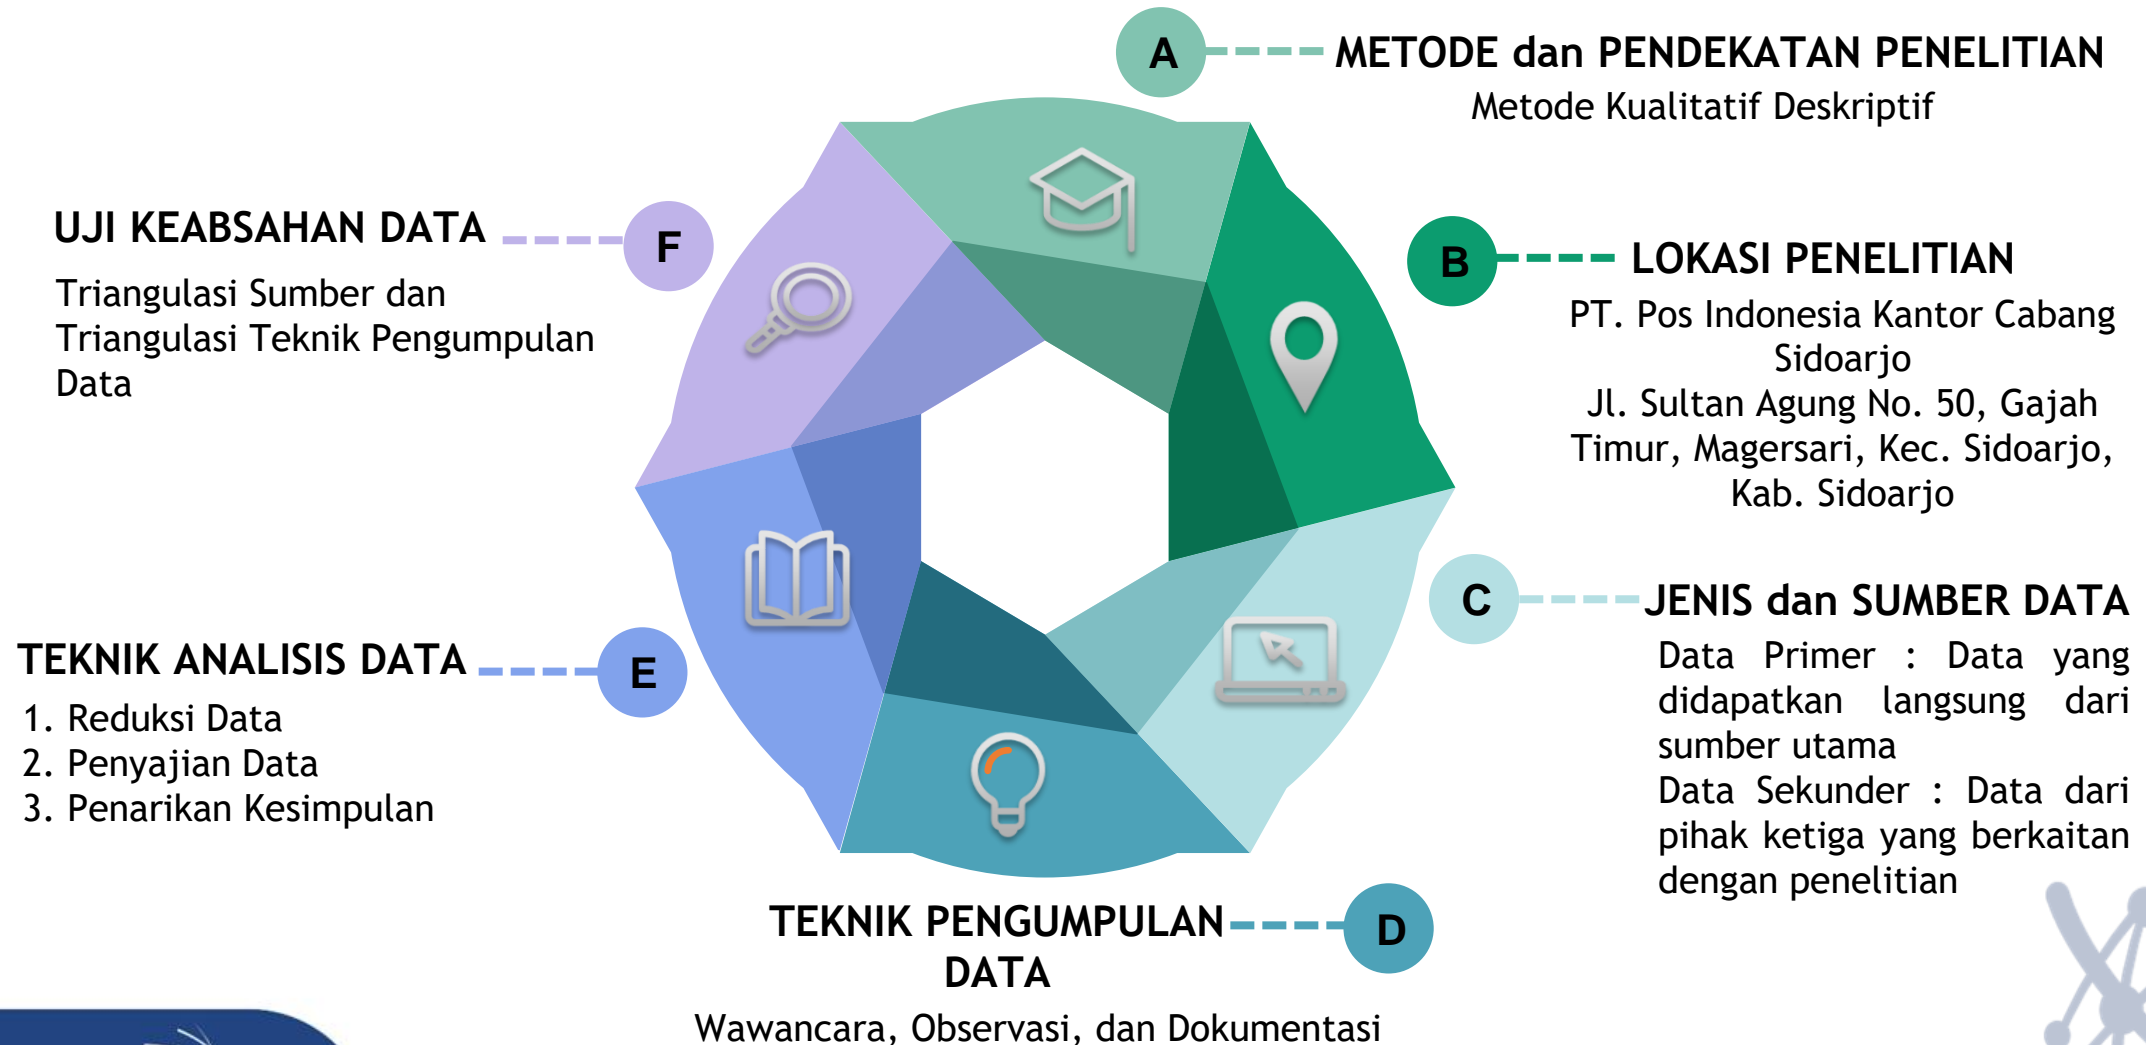 A
METODE dan PENDEKATAN PENELITIAN
Metode Kualitatif Deskriptif
B
LOKASI PENELITIAN
PT. Pos Indonesia Kantor Cabang
Sidoarjo
Jl. Sultan Agung No. 50, Gajah
Timur, Magersari, Kec. Sidoarjo,
Kab. Sidoarjo
C
JENIS dan SUMBER DATA
Data Primer : Data yang
didapatkan langsung dari
sumber utama
Data Sekunder : Data dari
pihak ketiga yang berkaitan
dengan penelitian
D
TEKNIK PENGUMPULAN
DATA
Wawancara, Observasi, dan Dokumentasi
E
TEKNIK ANALISIS DATA
1. Reduksi Data
2. Penyajian Data
3. Penarikan Kesimpulan
F
UJI KEABSAHAN DATA
Triangulasi Sumber dan
Triangulasi Teknik Pengumpulan
Data